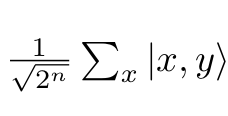 $\frac{1}{\sqrt{2^n}} \sum_x |x, y\rangle$